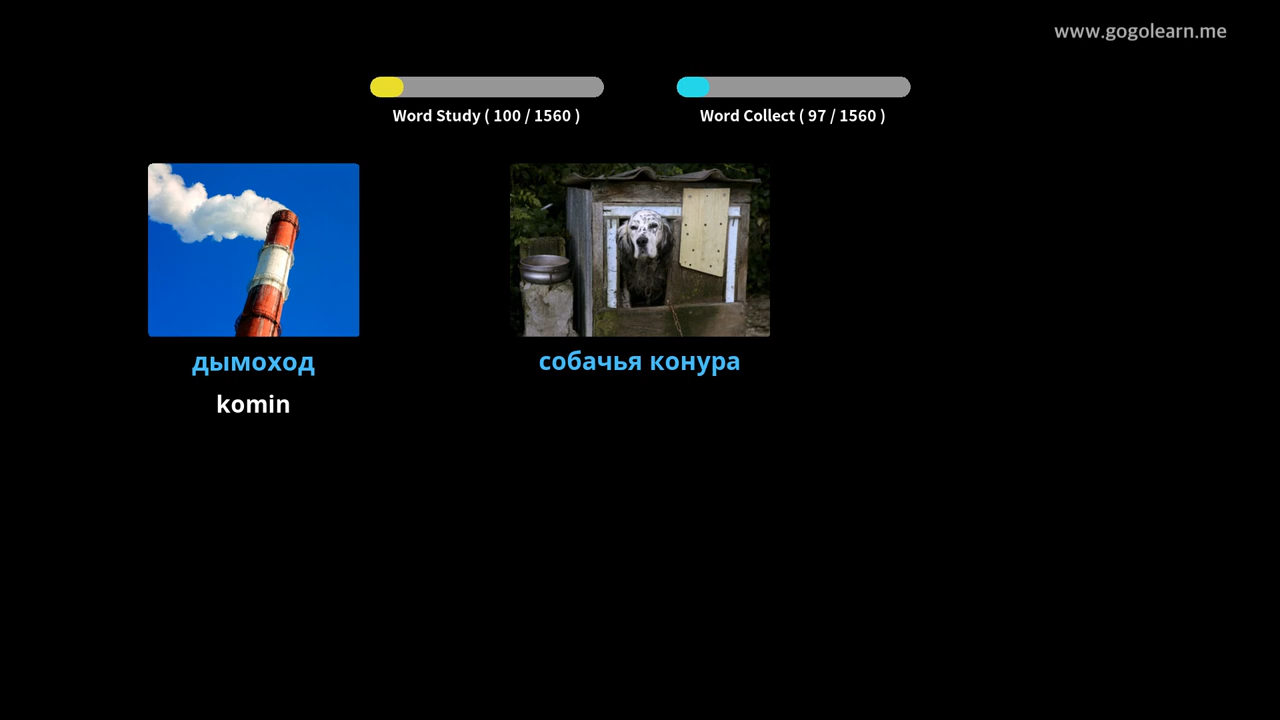 www.gogolearn.me
Word Study ( 100 / 1560 )
Word Collect ( 97 / 1560 )
дымоход
собачья конура
komin